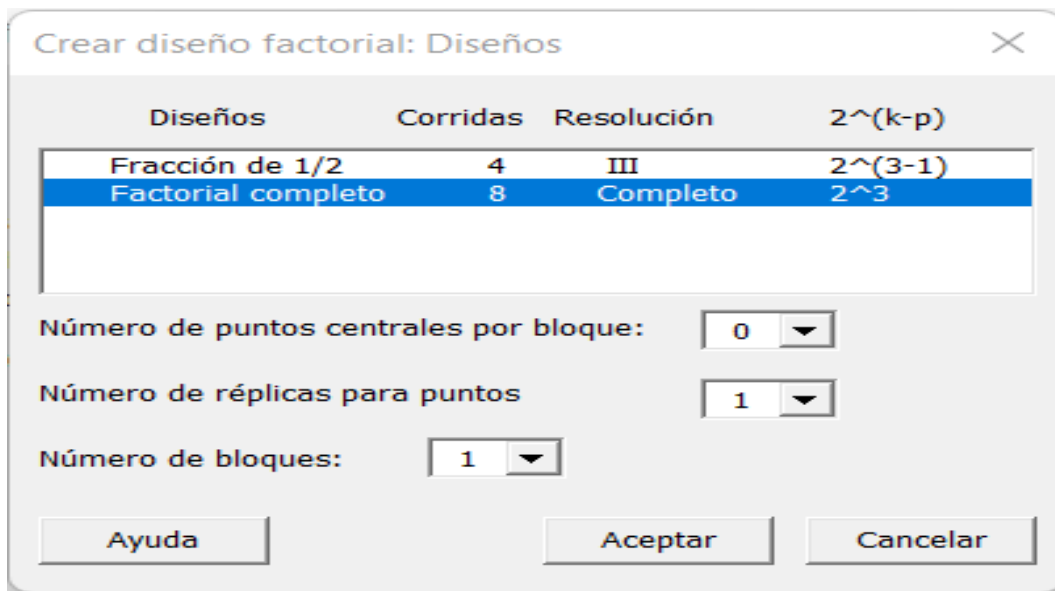 Crear diseño factorial: Diseños
Diseños Corridas Resolución 2^(k-p)
Fracción de 1/2 4 III 2^(3-1)
Factorial completo 8 Completo 2^3
Número de puntos centrales por bloque: 0
Número de réplicas para puntos 1
Número de bloques: 1
Ayuda Aceptar Cancelar